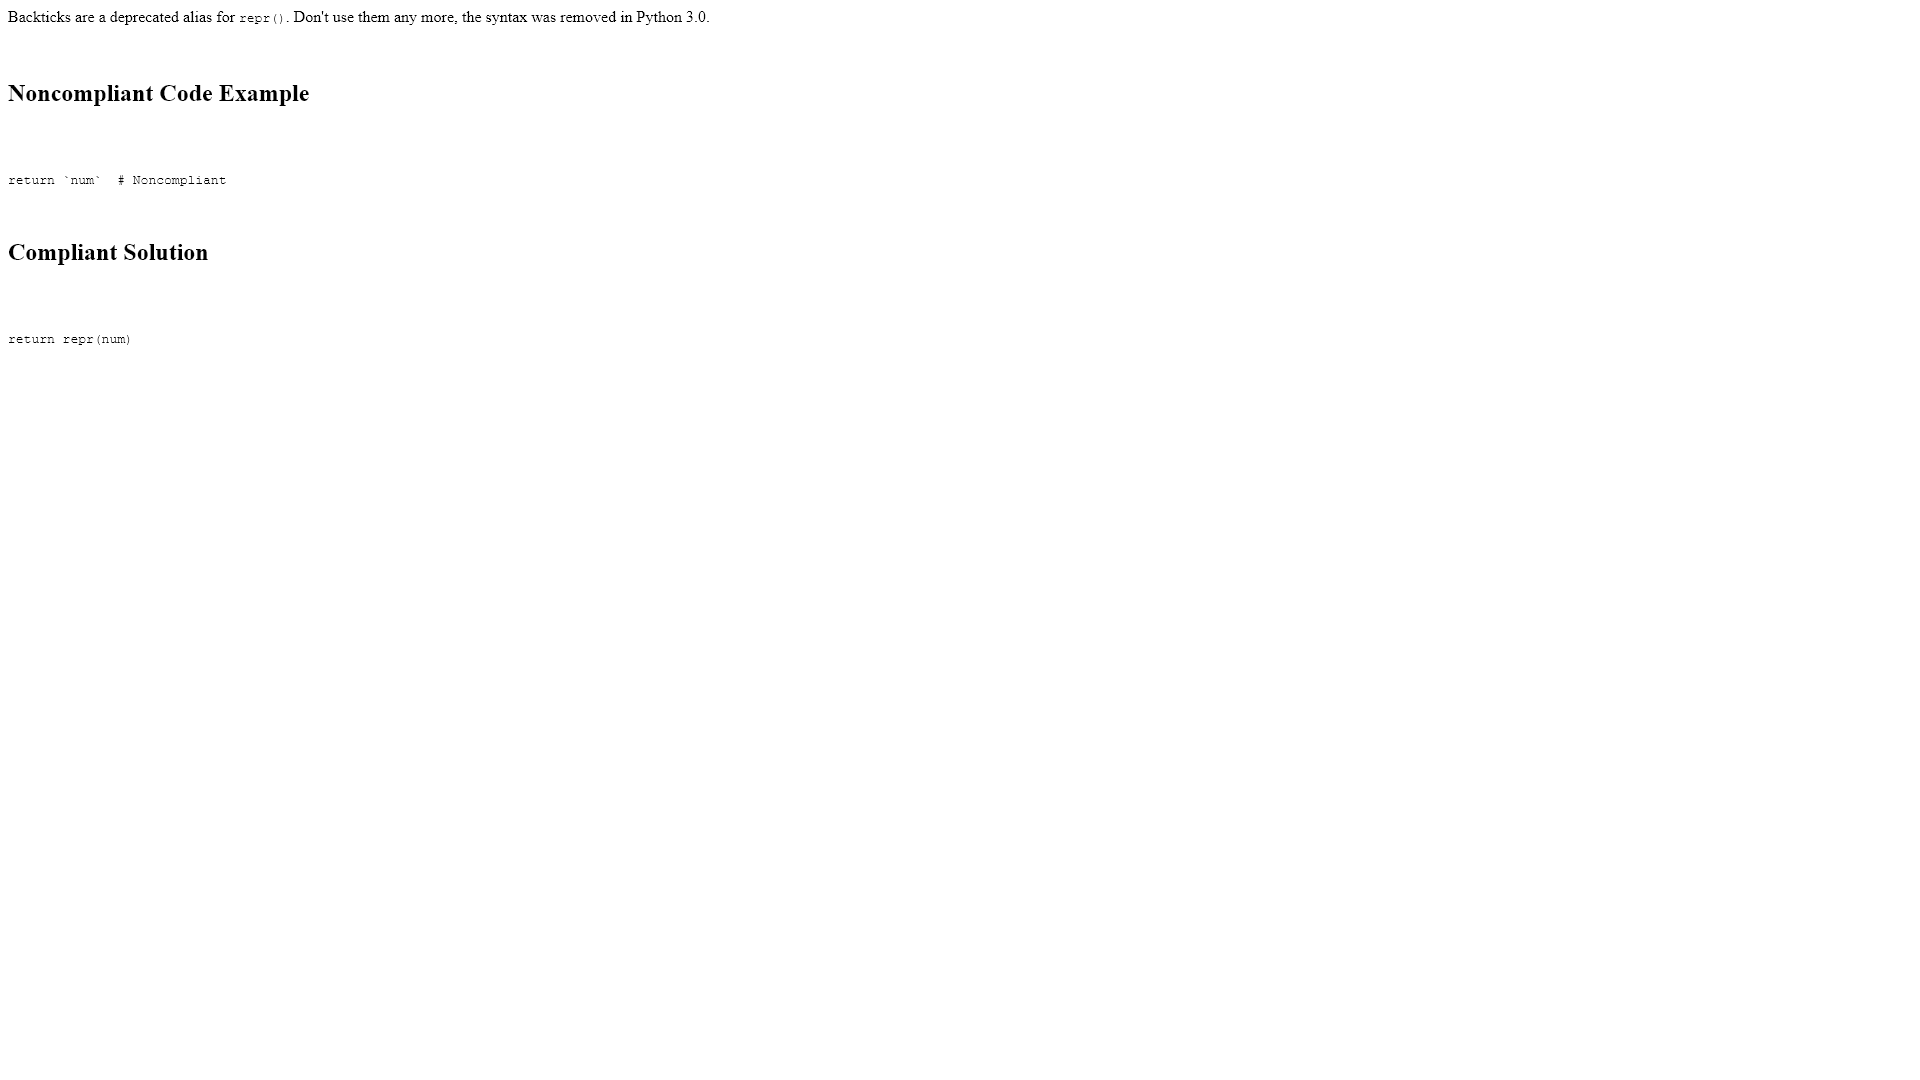 Backticks are a deprecated alias for repr(). Don't use them any more, the syntax was removed in Python 3.0.
Noncompliant Code Example
return `num`  # Noncompliant
Compliant Solution
return repr(num)